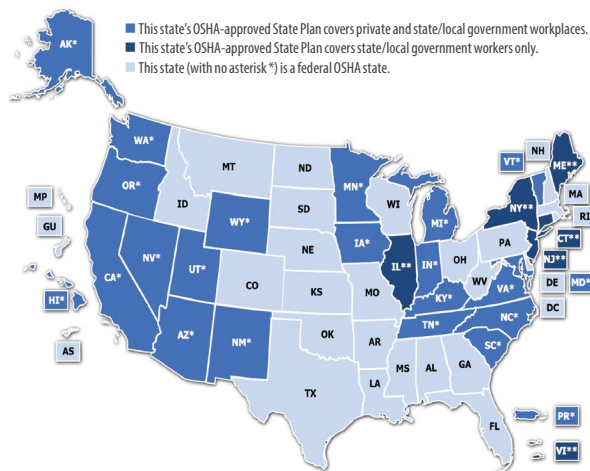 This state's OSHA-approved State Plan covers private and state/local government workplaces.
This state's OSHA-approved State Plan covers state/local government workers only.
This state (with no asterisk *) is a federal OSHA state.
AK*
WA*
OR*
CA*
NV*
ID
MT
WY*
UT*
AZ*
CO
NM*
ND
SD
NE
KS
OK
TX
MN*
IA*
MO
AR
LA
WI
IL**
MI*
IN*
OH
KY*
TN*
MS
AL
GA
FL
SC*
NC*
VA*
WV
PA
NY**
VT*
NH
ME**
MA
RI
CT**
NJ**
DE
MD*
DC
MP
GU
HI*
AS
PR*
VI**